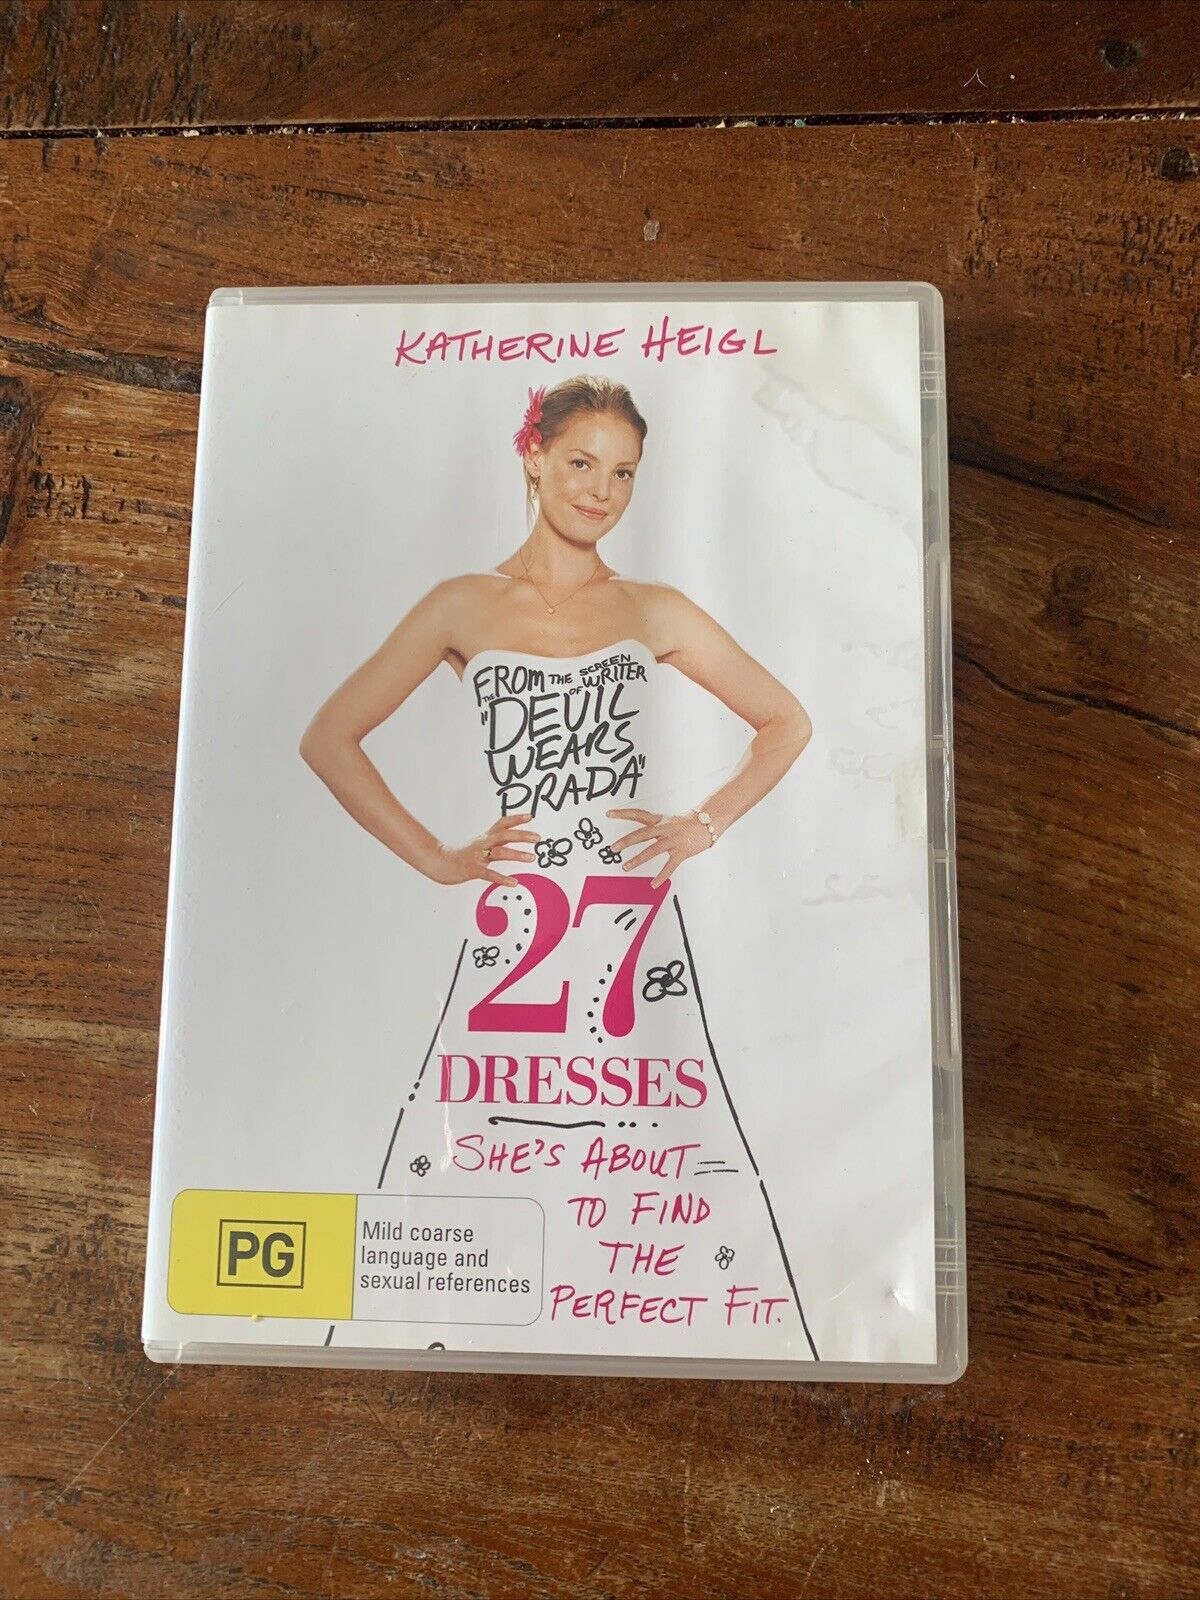 KATHERINE HEIGL
FROM THE SCREEN
WRITER
OF THE
"DEVIL
WEARS
PRADA"
27
DRESSES
SHE'S ABOUT
TO FIND
THE
PERFECT FIT.
PG
Mild coarse
language and
sexual references